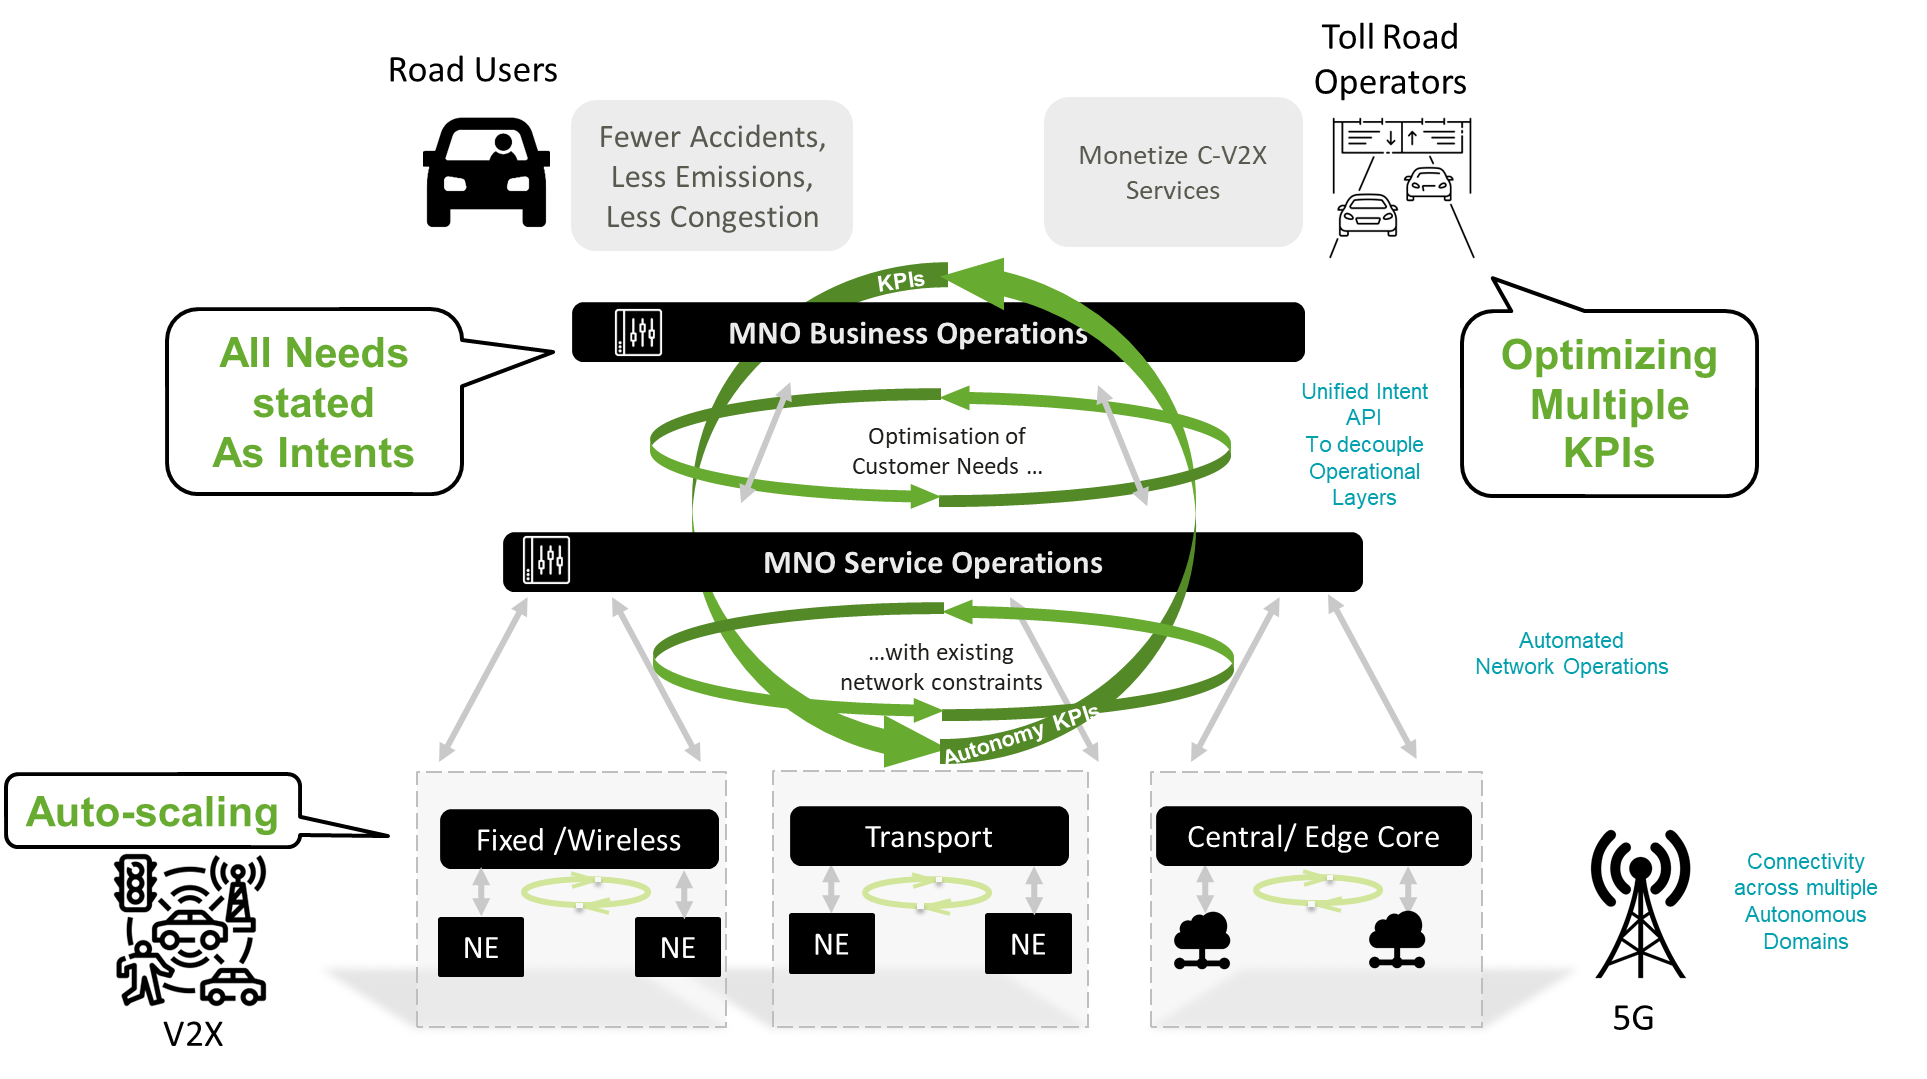 Road Users
Toll Road
Operators
Fewer Accidents,
Less Emissions,
Less Congestion
Monetize C-V2X
Services
KPIs
MNO Business Operations
All Needs
stated
As Intents
Optimizing
Multiple
KPIs
Unified Intent
API
To decouple
Operational
Layers
Optimisation of
Customer Needs ...
MNO Service Operations
...with existing
network constraints
Automated
Network Operations
Autonomy KPIs
Auto-scaling
Fixed /Wireless
Transport
Central/ Edge Core
NE
NE
NE
NE
Connectivity
across multiple
Autonomous
Domains
V2X
5G